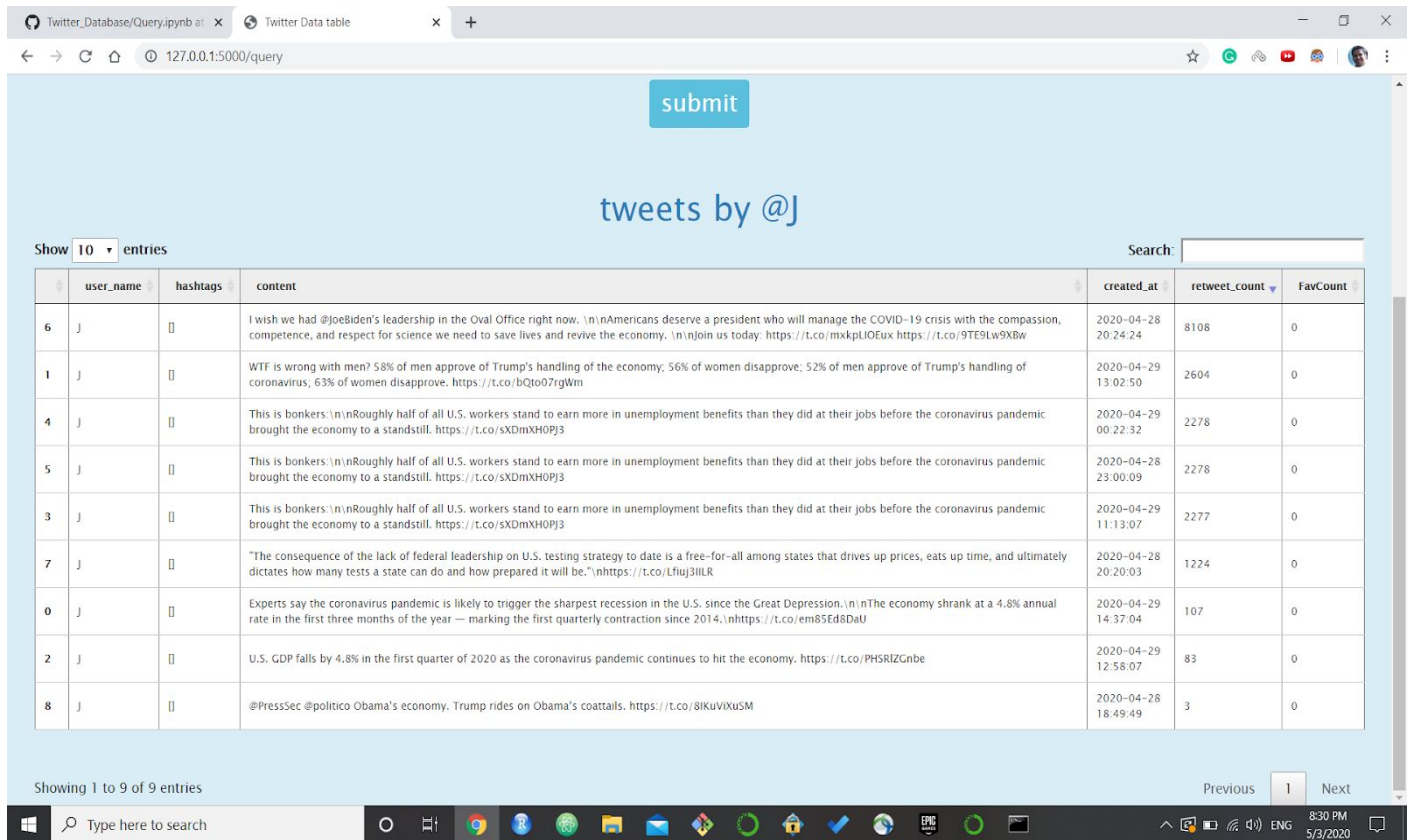 Twitter_Database/Query.ipynb at
Twitter Data table
127.0.0.1:5000/query
submit
tweets by @J
Show 10 entries
Search:
user_name hashtags content created_at retweet_count FavCount
6 J [] I wish we had @JoeBiden's leadership in the Oval Office right now. \n\nAmericans deserve a president who will manage the COVID-19 crisis with the compassion, 2020-04-28 8108 0
competence, and respect for science we need to save lives and revive the economy. \n\nJoin us today: https://t.co/mxkpLIOEux https://t.co/9TE9Lw9XBw 20:24:24
1 J [] WTF is wrong with men? 58% of men approve of Trump's handling of the economy; 56% of women disapprove; 52% of men approve of Trump's handling of 2020-04-29 2604 0
coronavirus; 63% of women disapprove. https://t.co/bQto07rgWm 13:02:50
4 J [] This is bonkers:\n\nRoughly half of all U.S. workers stand to earn more in unemployment benefits than they did at their jobs before the coronavirus pandemic 2020-04-29 2278 0
brought the economy to a standstill. https://t.co/sXDmXH0PJ3 00:22:32
5 J [] This is bonkers:\n\nRoughly half of all U.S. workers stand to earn more in unemployment benefits than they did at their jobs before the coronavirus pandemic 2020-04-28 2278 0
brought the economy to a standstill. https://t.co/sXDmXH0PJ3 23:00:09
3 J [] This is bonkers:\n\nRoughly half of all U.S. workers stand to earn more in unemployment benefits than they did at their jobs before the coronavirus pandemic 2020-04-29 2277 0
brought the economy to a standstill. https://t.co/sXDmXH0PJ3 11:13:07
7 J [] "The consequence of the lack of federal leadership on U.S. testing strategy to date is a free-for-all among states that drives up prices, eats up time, and ultimately 2020-04-28 1224 0
dictates how many tests a state can do and how prepared it will be."\nhttps://t.co/Lfiuj3IILR 20:20:03
0 J [] Experts say the coronavirus pandemic is likely to trigger the sharpest recession in the U.S. since the Great Depression.\n\nThe economy shrank at a 4.8% annual 2020-04-29 107 0
rate in the first three months of the year — marking the first quarterly contraction since 2014.\nhttps://t.co/em85Ed8DaU 14:37:04
2 J [] U.S. GDP falls by 4.8% in the first quarter of 2020 as the coronavirus pandemic continues to hit the economy. https://t.co/PHSRlZGnbe 2020-04-29 12:58:07 83 0
8 J [] @PressSec @politico Obama's economy. Trump rides on Obama's coattails. https://t.co/8IKuViXuSM 2020-04-28 18:49:49 3 0
Showing 1 to 9 of 9 entries
Previous 1 Next
Type here to search
EPIC GAMES
ENG
8:30 PM
5/3/2020